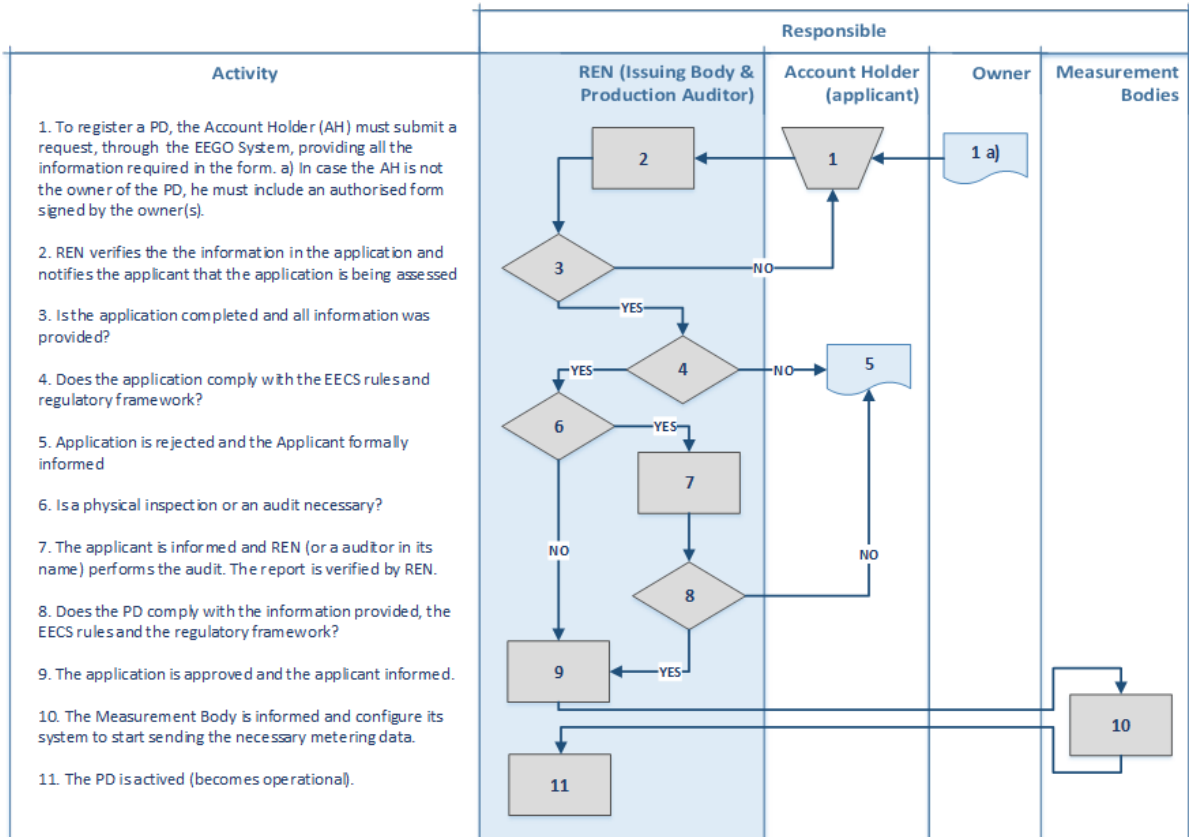 Responsible
Activity
REN (Issuing Body &
Production Auditor)
Account Holder
(applicant)
Owner
Measurement
Bodies
1. To register a PD, the Account Holder (AH) must submit a
request, through the EEGO System, providing all the
information required in the form. a) In case the AH is not
the owner of the PD, he must include an authorised form
signed by the owner(s).
2. REN verifies the the information in the application and
notifies the applicant that the application is being assessed
3. Is the application completed and all information was
provided?
4. Does the application comply with the EECS rules and
regulatory framework?
5. Application is rejected and the Applicant formally
informed
6. Is a physical inspection or an audit necessary?
7. The applicant is informed and REN (or a auditor in its
name) performs the audit. The report is verified by REN.
8. Does the PD comply with the information provided, the
EECS rules and the regulatory framework?
9. The application is approved and the applicant informed.
10. The Measurement Body is informed and configure its
system to start sending the necessary metering data.
11. The PD is actived (becomes operational).
2
1
1 a)
3
NO
YES
4
YES
NO
5
6
YES
7
NO
NO
8
9
YES
10
11